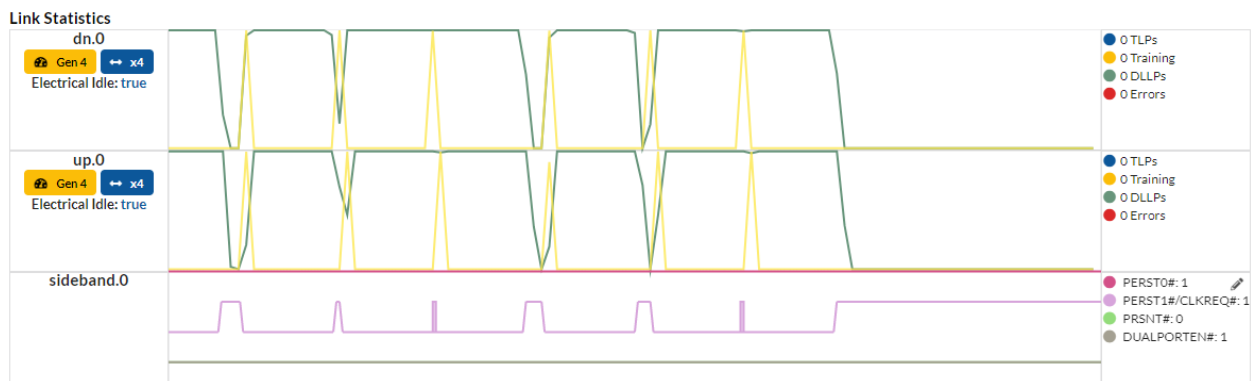 Link Statistics
dn.0
Gen 4 x4
Electrical Idle: true
0 TLPs
0 Training
0 DLLPs
0 Errors
up.0
Gen 4 x4
Electrical Idle: true
0 TLPs
0 Training
0 DLLPs
0 Errors
sideband.0
PERST0#: 1
PERST1#/CLKREQ#: 1
PRSNT#: 0
DUALPORTEN#: 1